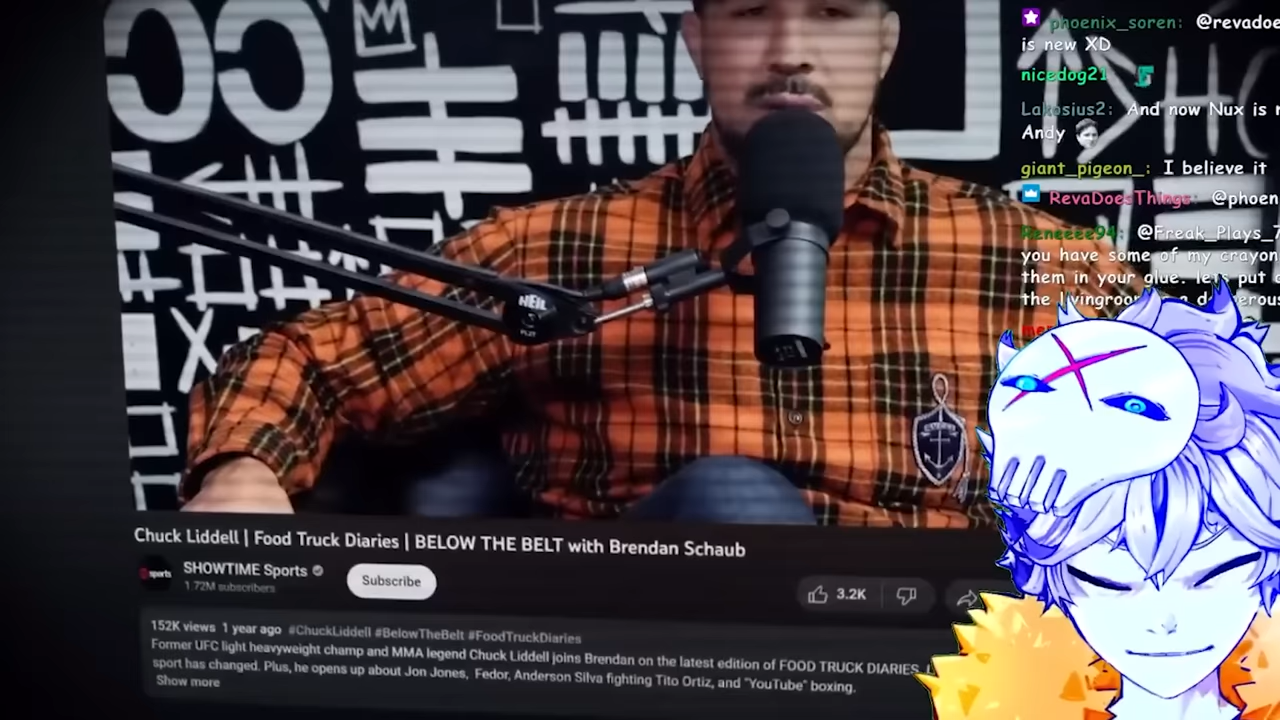 phoenix_soren: @revadoe
is new XD
nicedog21
Lakosius2: And now Nux is
Andy
giant_pigeon_: I believe it
RevaDoesThings: @phoen
Reneeee94: @Freak_Plays_7
you have some of my crayon
them in your glue. lets put
the livingroom
NEIL
Chuck Liddell | Food Truck Diaries | BELOW THE BELT with Brendan Schaub
sports
SHOWTIME Sports
1.72M subscribers
Subscribe
3.2K
152K views 1 year ago #ChuckLiddell #BelowTheBelt #FoodTruckDiaries
Former UFC light heavyweight champ and MMA legend Chuck Liddell joins Brendan on the latest edition of FOOD TRUCK DIARIES
sport has changed. Plus, he opens up about Jon Jones, Fedor, Anderson Silva fighting Tito Ortiz, and "YouTube" boxing.
Show more